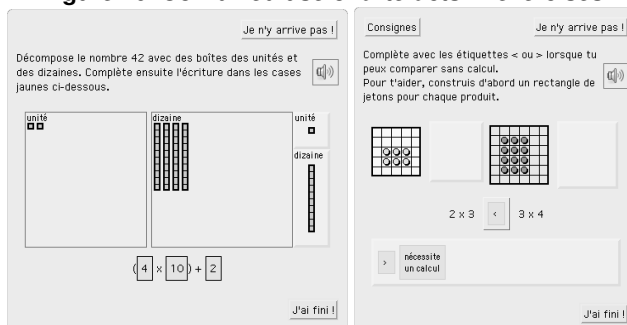 Je n'y arrive pas !
Décompose le nombre 42 avec des boîtes des unités et
des dizaines. Complète ensuite l'écriture dans les cases
jaunes ci-dessous.
unité
dizaine
unité
dizaine
( 4 x 10 ) + 2
J'ai fini !
Consignes
Je n'y arrive pas !
Complète avec les étiquettes < ou > lorsque tu
peux comparer sans calcul.
Pour t'aider, construis d'abord un rectangle de
jetons pour chaque produit.
2 x 3 < 3 x 4
> nécessite
un calcul
J'ai fini !